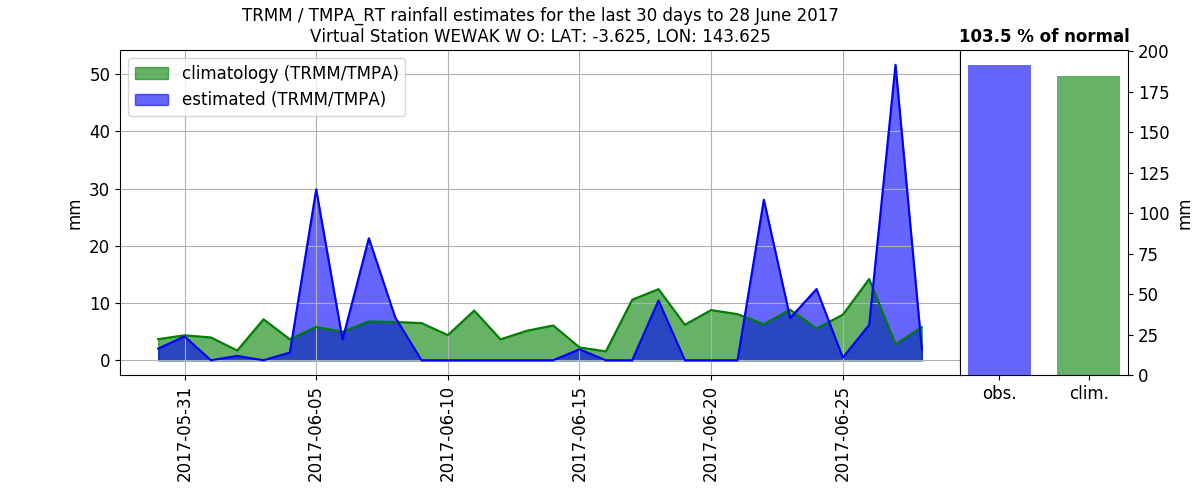 TRMM / TMPA_RT rainfall estimates for the last 30 days to 28 June 2017
Virtual Station WEWAK W O: LAT: -3.625, LON: 143.625
103.5 % of normal
climatology (TRMM/TMPA)
estimated (TRMM/TMPA)
mm
50
40
30
20
10
0
2017-05-31
2017-06-05
2017-06-10
2017-06-15
2017-06-20
2017-06-25
obs.
clim.
200
175
150
125
100
75
50
25
0
mm